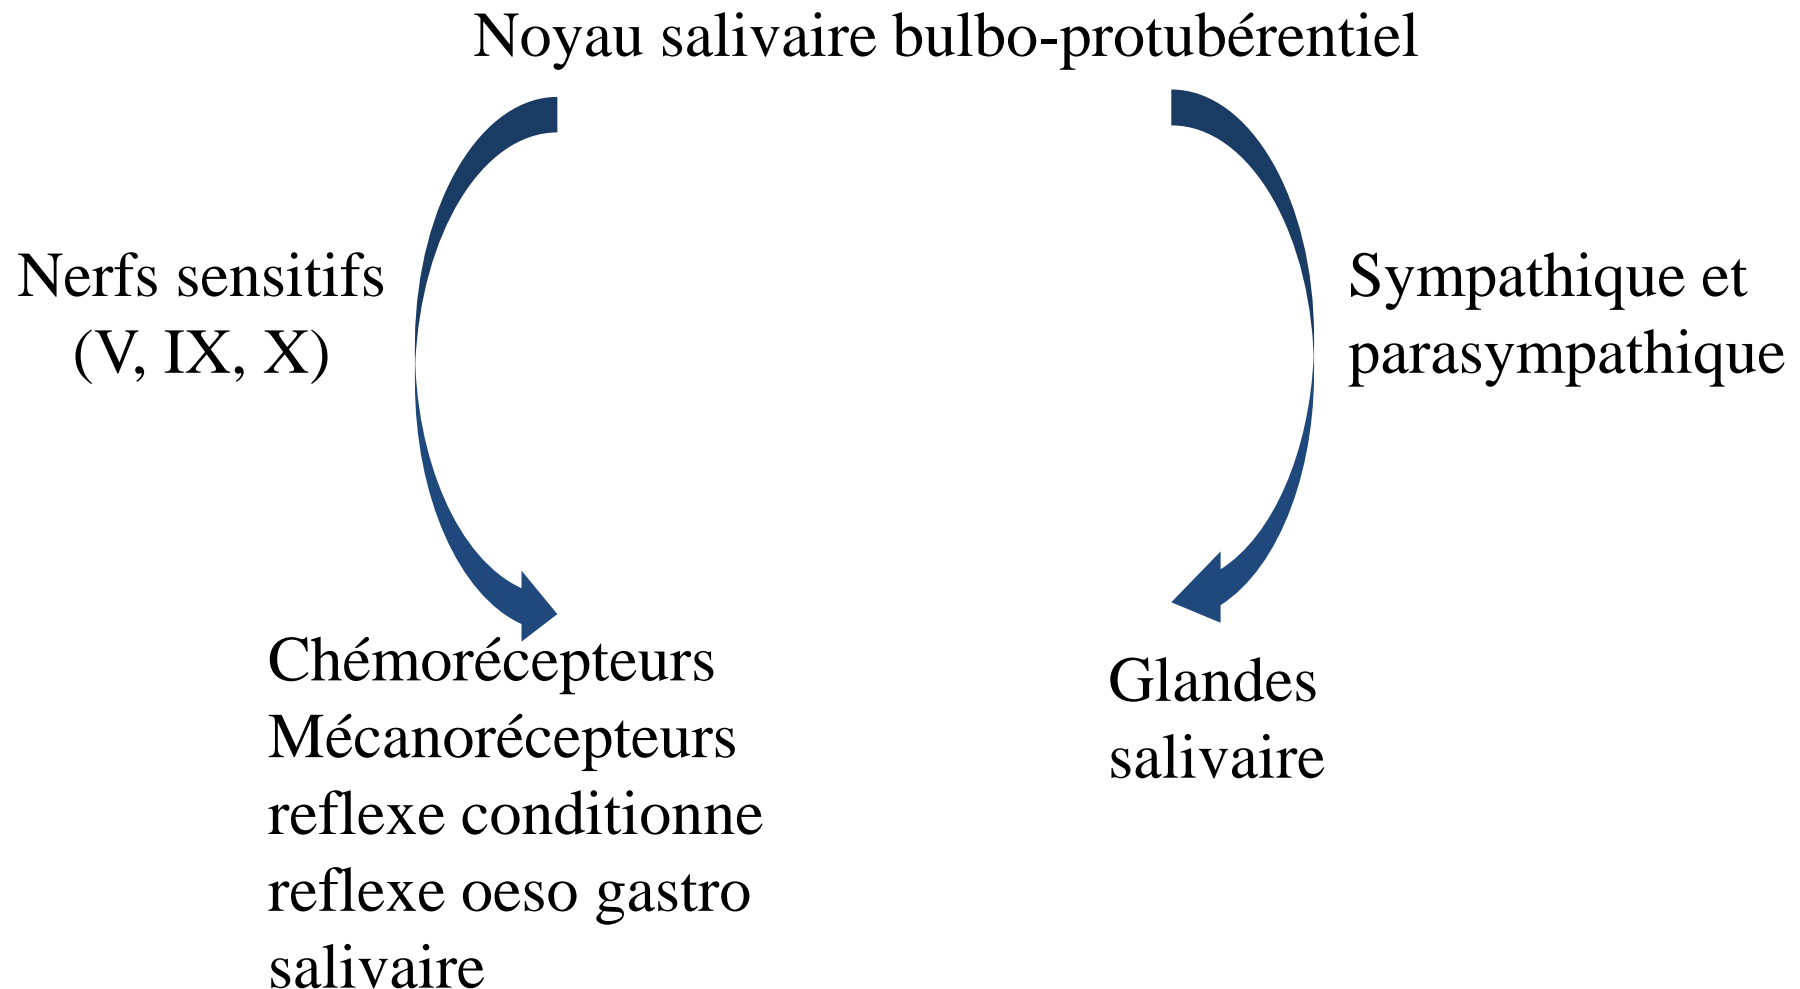 Noyau salivaire bulbo-protubérentiel
Nerfs sensitifs
(V, IX, X)
Sympathique et
parasympathique
Chémorécepteurs
Mécanorécepteurs
reflexe conditionne
reflexe oeso gastro
salivaire
Glandes
salivaire